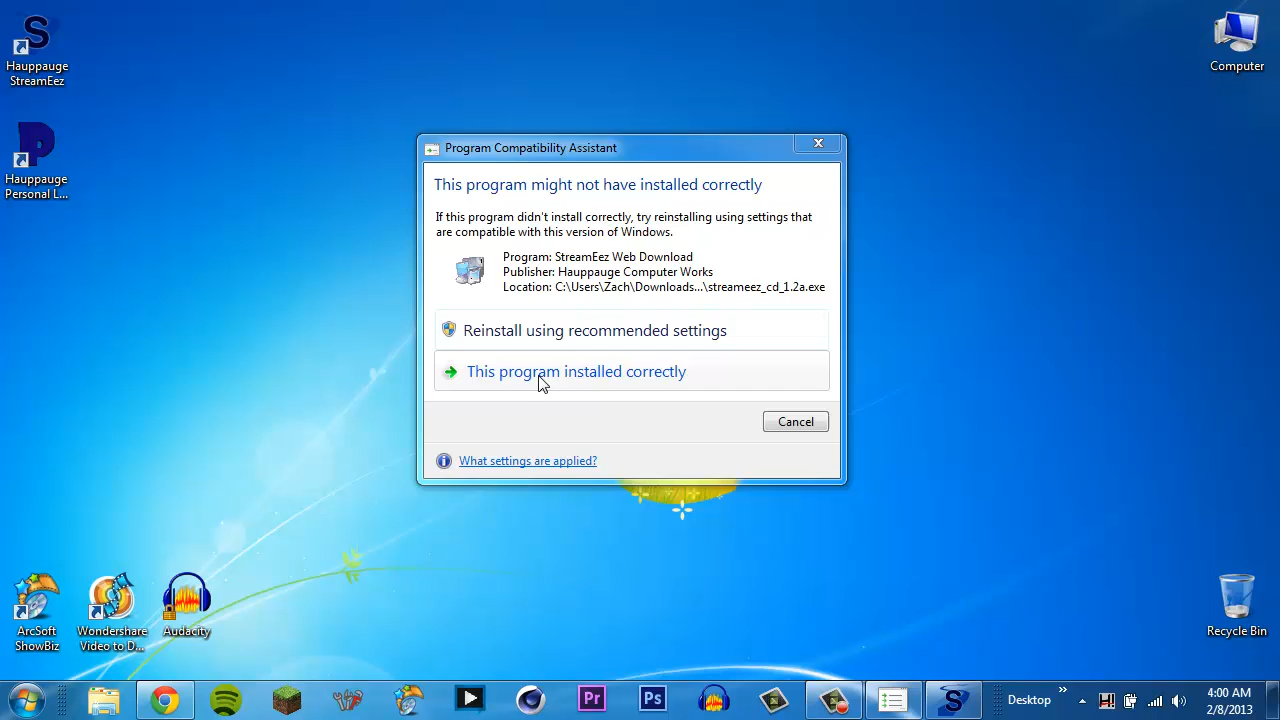 Hauppauge
StreamEez
Hauppauge
Personal L...
Computer
Program Compatibility Assistant
This program might not have installed correctly
If this program didn't install correctly, try reinstalling using settings that
are compatible with this version of Windows.
Program: StreamEez Web Download
Publisher: Hauppauge Computer Works
Location: C:\Users\Zach\Downloads...\streameez_cd_1.2a.exe
Reinstall using recommended settings
This program installed correctly
Cancel
What settings are applied?
ArcSoft
ShowBiz
Wondershare
Video to D...
Audacity
Recycle Bin
Pr
Ps
Desktop
4:00 AM
2/8/2013